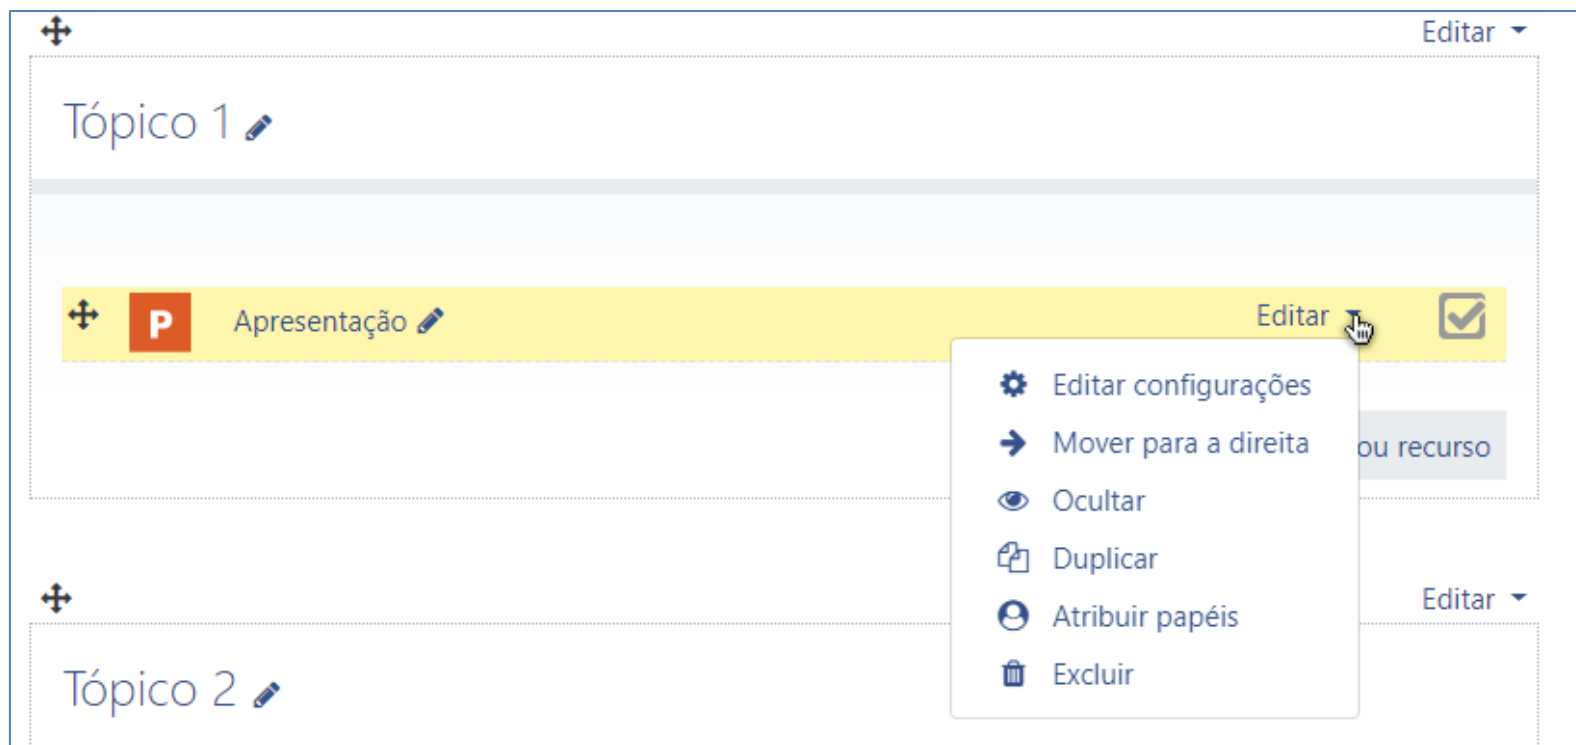 Editar
Tópico 1
P Apresentação Editar
Editar configurações
Mover para a direita
ou recurso
Ocultar
Duplicar
Atribuir papéis
Excluir
Editar
Tópico 2